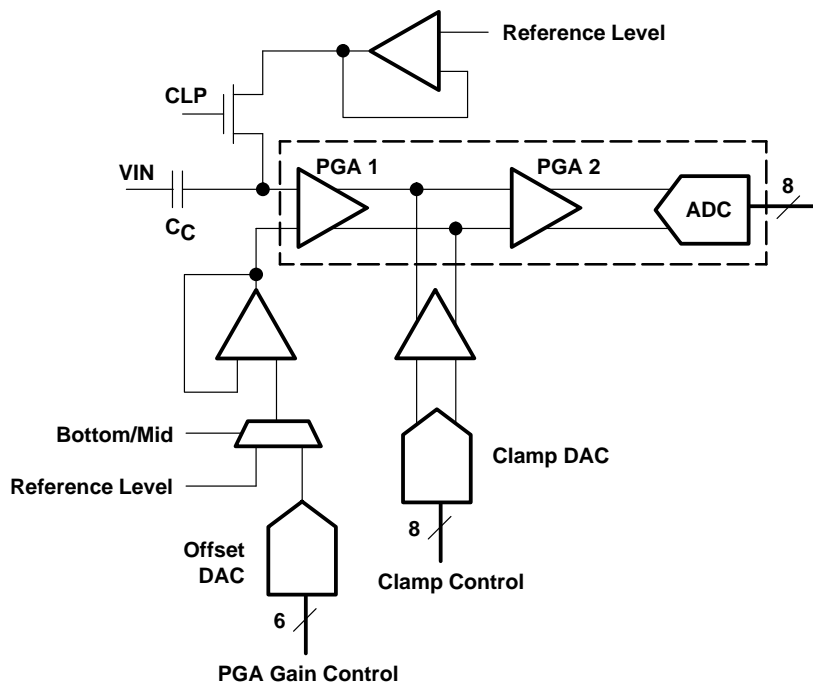 Reference Level
CLP
VIN
C_C
PGA 1
PGA 2
ADC
8
Bottom/Mid
Reference Level
Clamp DAC
8
Offset
DAC
Clamp Control
6
PGA Gain Control